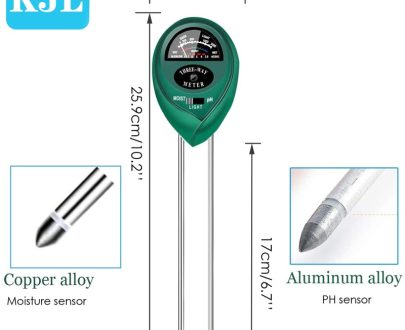 KJL
THREE-WAY
METER
MOIST
pH
LIGHT
25.9cm/10.2''
17cm/6.7''
Copper alloy
Moisture sensor
Aluminum alloy
PH sensor